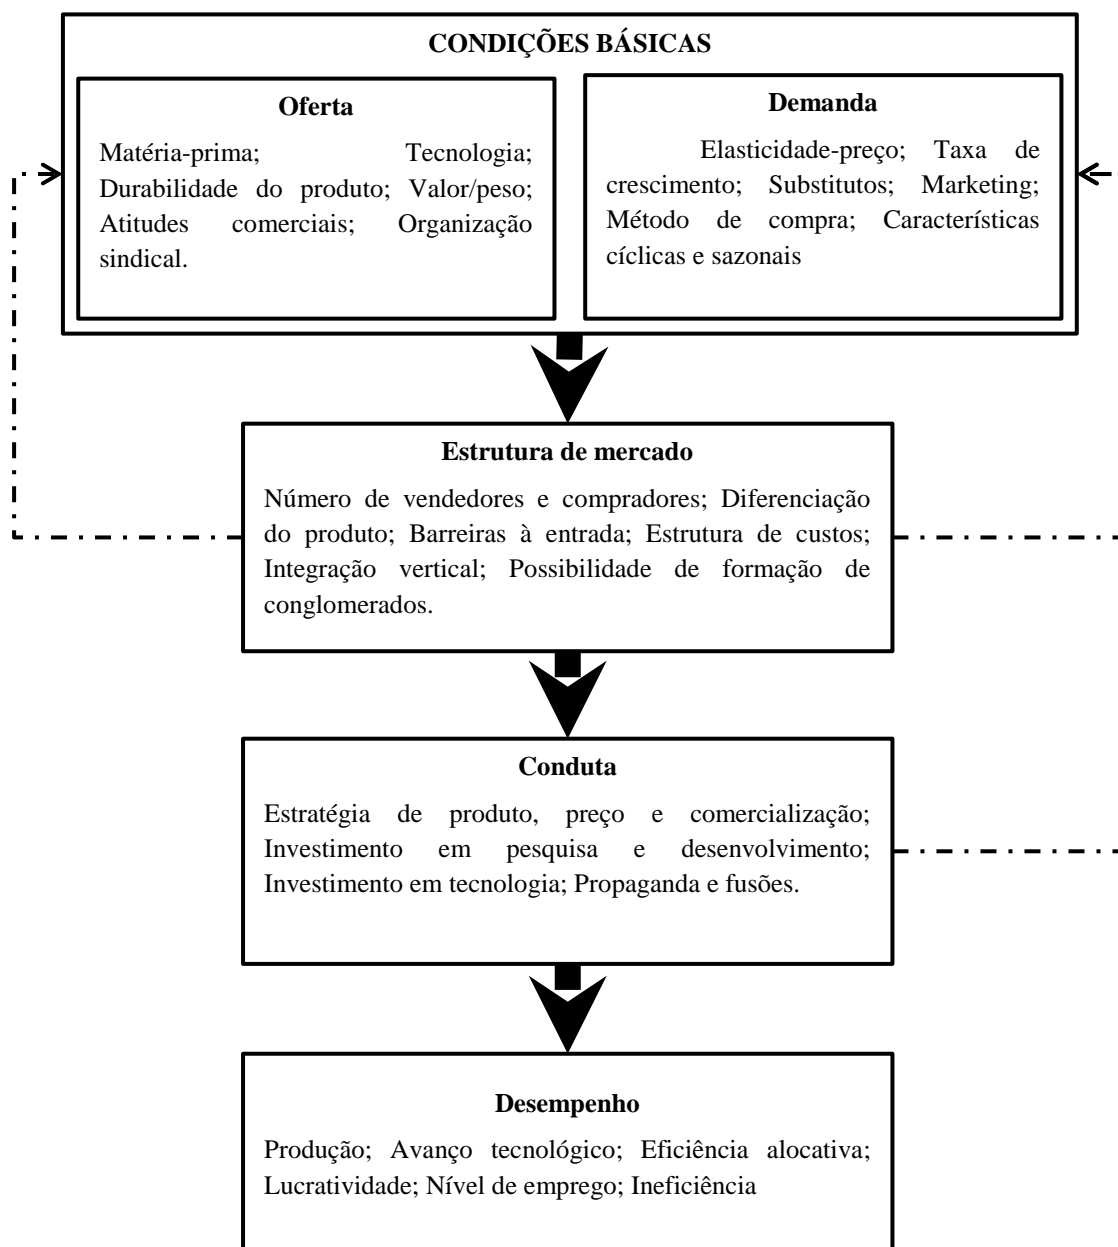 CONDIÇÕES BÁSICAS
Oferta
Matéria-prima; Tecnologia;
Durabilidade do produto; Valor/peso;
Atitudes comerciais; Organização
sindical.
Demanda
Elasticidade-preço; Taxa de
crescimento; Substitutos; Marketing;
Método de compra; Características
cíclicas e sazonais
Estrutura de mercado
Número de vendedores e compradores; Diferenciação
do produto; Barreiras à entrada; Estrutura de custos;
Integração vertical; Possibilidade de formação de
conglomerados.
Conduta
Estratégia de produto, preço e comercialização;
Investimento em pesquisa e desenvolvimento;
Investimento em tecnologia; Propaganda e fusões.
Desempenho
Produção; Avanço tecnológico; Eficiência alocativa;
Lucratividade; Nível de emprego; Ineficiência